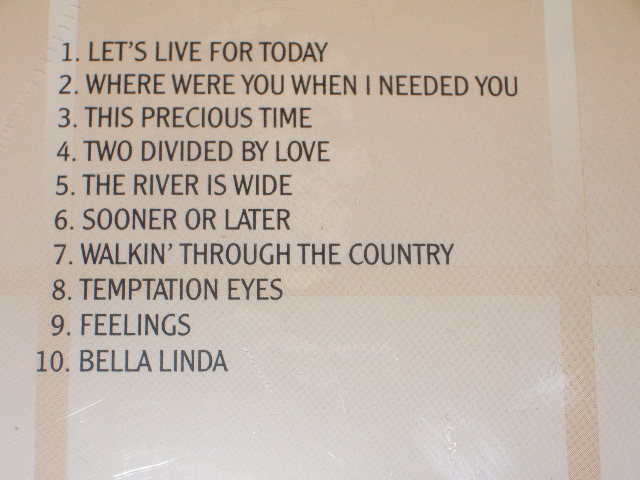 1. LET'S LIVE FOR TODAY
2. WHERE WERE YOU WHEN I NEEDED YOU
3. THIS PRECIOUS TIME
4. TWO DIVIDED BY LOVE
5. THE RIVER IS WIDE
6. SOONER OR LATER
7. WALKIN' THROUGH THE COUNTRY
8. TEMPTATION EYES
9. FEELINGS
10. BELLA LINDA